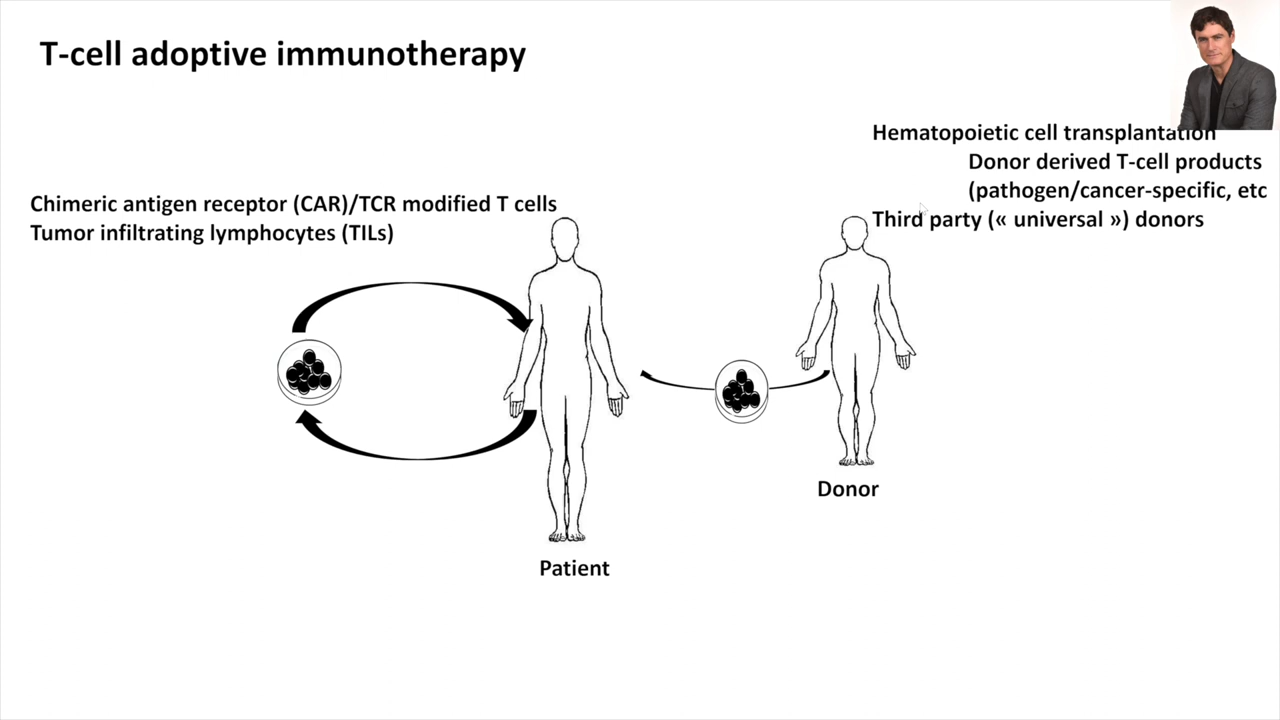 T-cell adoptive immunotherapy
Hematopoietic cell transplantation
Donor derived T-cell products
(pathogen/cancer-specific, etc
Third party (« universal ») donors
Chimeric antigen receptor (CAR)/TCR modified T cells
Tumor infiltrating lymphocytes (TILs)
Donor
Patient